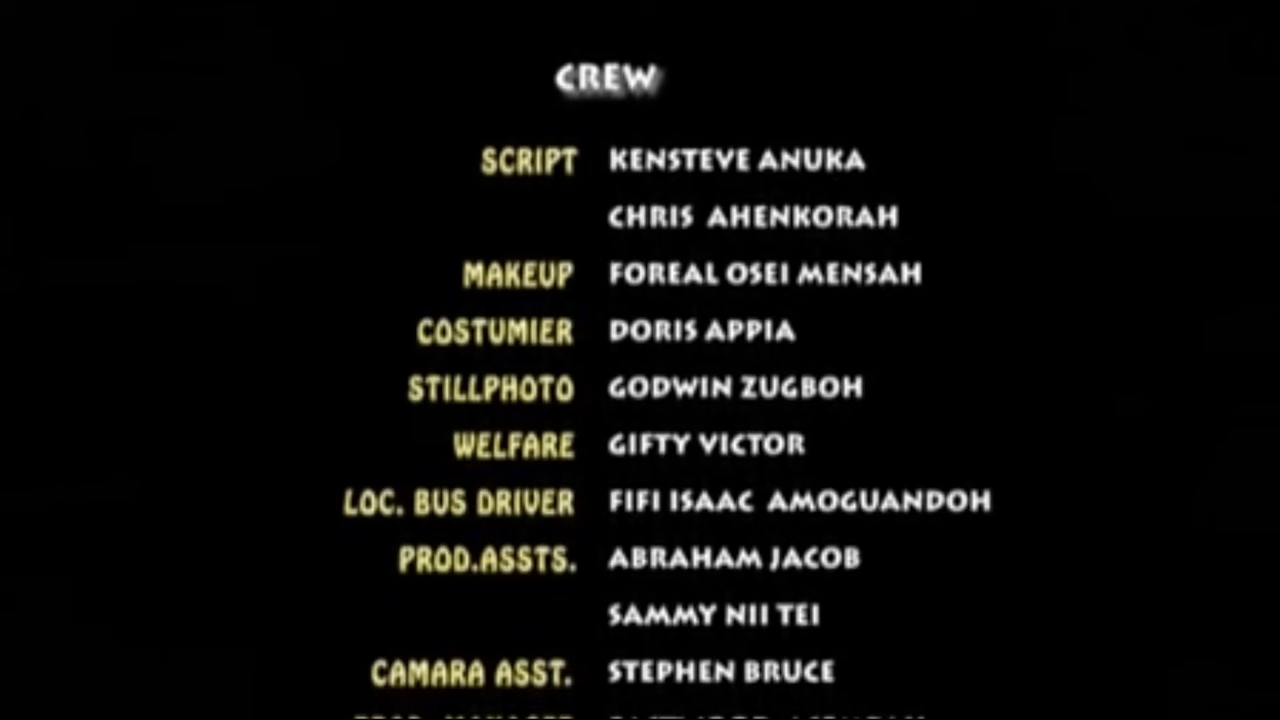 CREW
SCRIPT KENSTEVE ANUKA
CHRIS AHENKORAH
MAKEUP FOREAL OSEI MENSAH
COSTUMIER DORIS APPIA
STILLPHOTO GODWIN ZUGBOH
WELFARE GIFTY VICTOR
LOC. BUS DRIVER FIFI ISAAC AMOGUANDOH
PROD.ASSTS. ABRAHAM JACOB
SAMMY NII TEI
CAMARA ASST. STEPHEN BRUCE